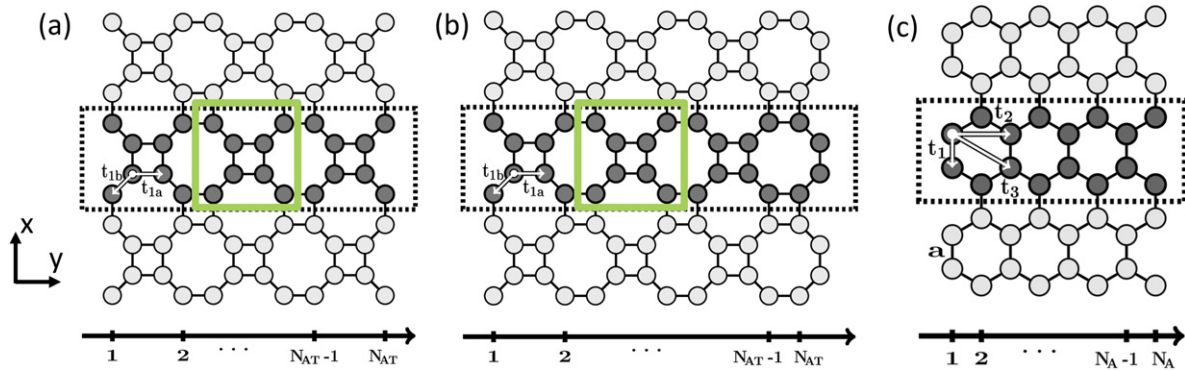 (a)
t1b
t1a
1 2 ... NAT-1 NAT
(b)
t1b
t1a
1 2 ... NAT-1 NAT
(c)
t2
t1
t3
a
1 2 ... NA-1 NA
x
y